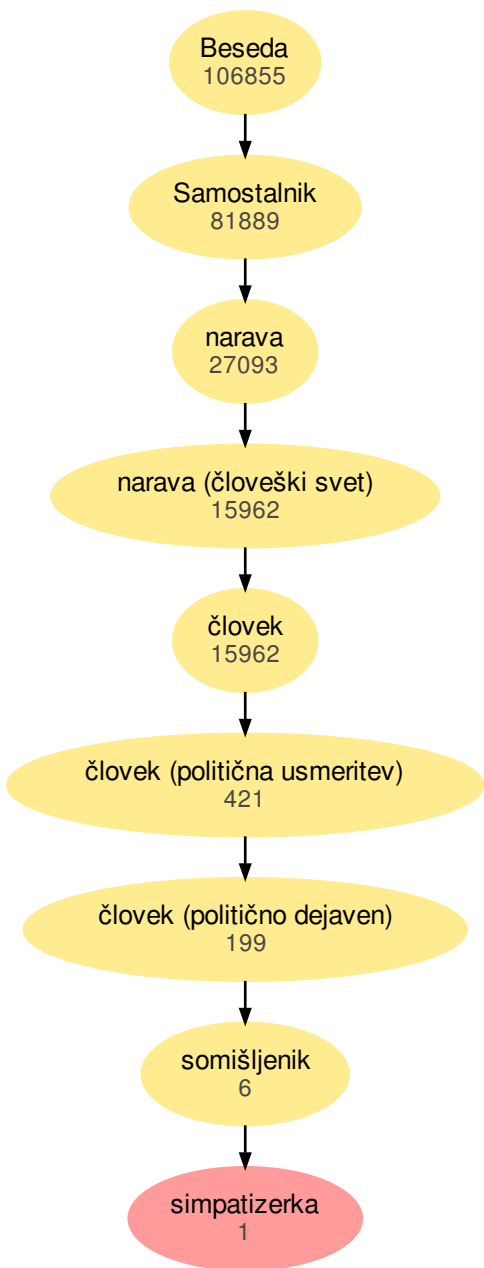 Beseda
106855
Samostalnik
81889
narava
27093
narava (človeški svet)
15962
človek
15962
človek (politična usmeritev)
421
človek (politično dejaven)
199
somišljenik
6
simpatizerka
1